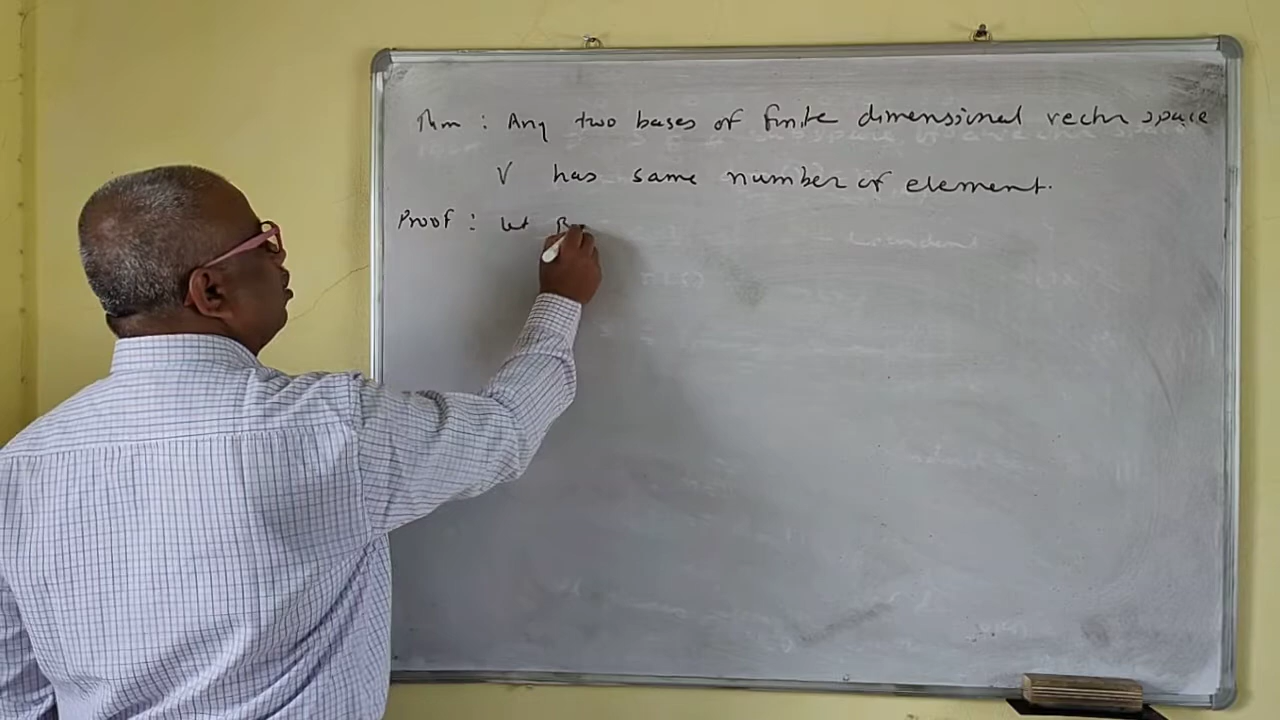 Thm : Any two bases of finite dimensional vector space
V has same number of element.
Proof : let B